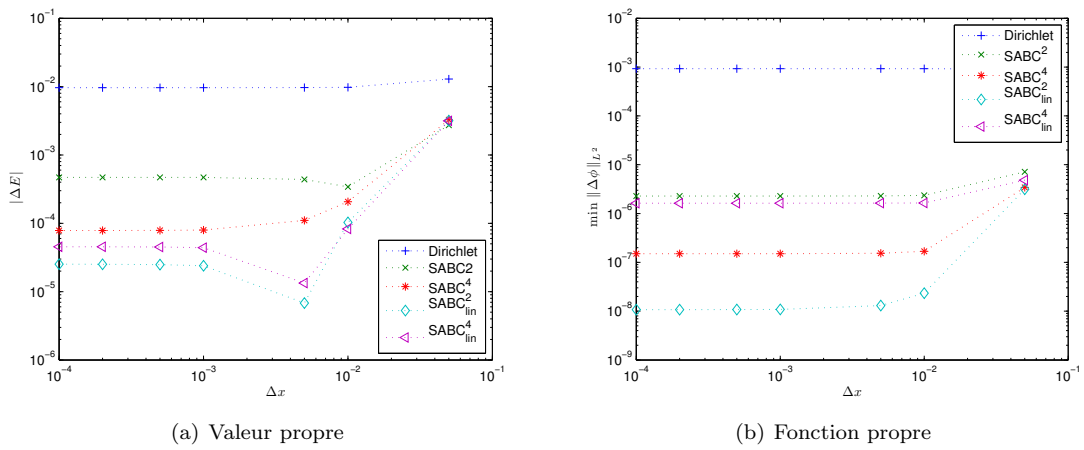 10^-1
10^-2
10^-3
10^-4
10^-5
10^-6
|ΔE|
Dirichlet
SABC2
SABC^4
SABC^2_lin
SABC^4_lin
10^-4
10^-3
10^-2
10^-1
Δx
(a) Valeur propre
10^-2
10^-3
10^-4
10^-5
10^-6
10^-7
10^-8
10^-9
min ‖Δϕ‖_L^2
Dirichlet
SABC^2
SABC^4
SABC^2_lin
SABC^4_lin
10^-4
10^-3
10^-2
10^-1
Δx
(b) Fonction propre